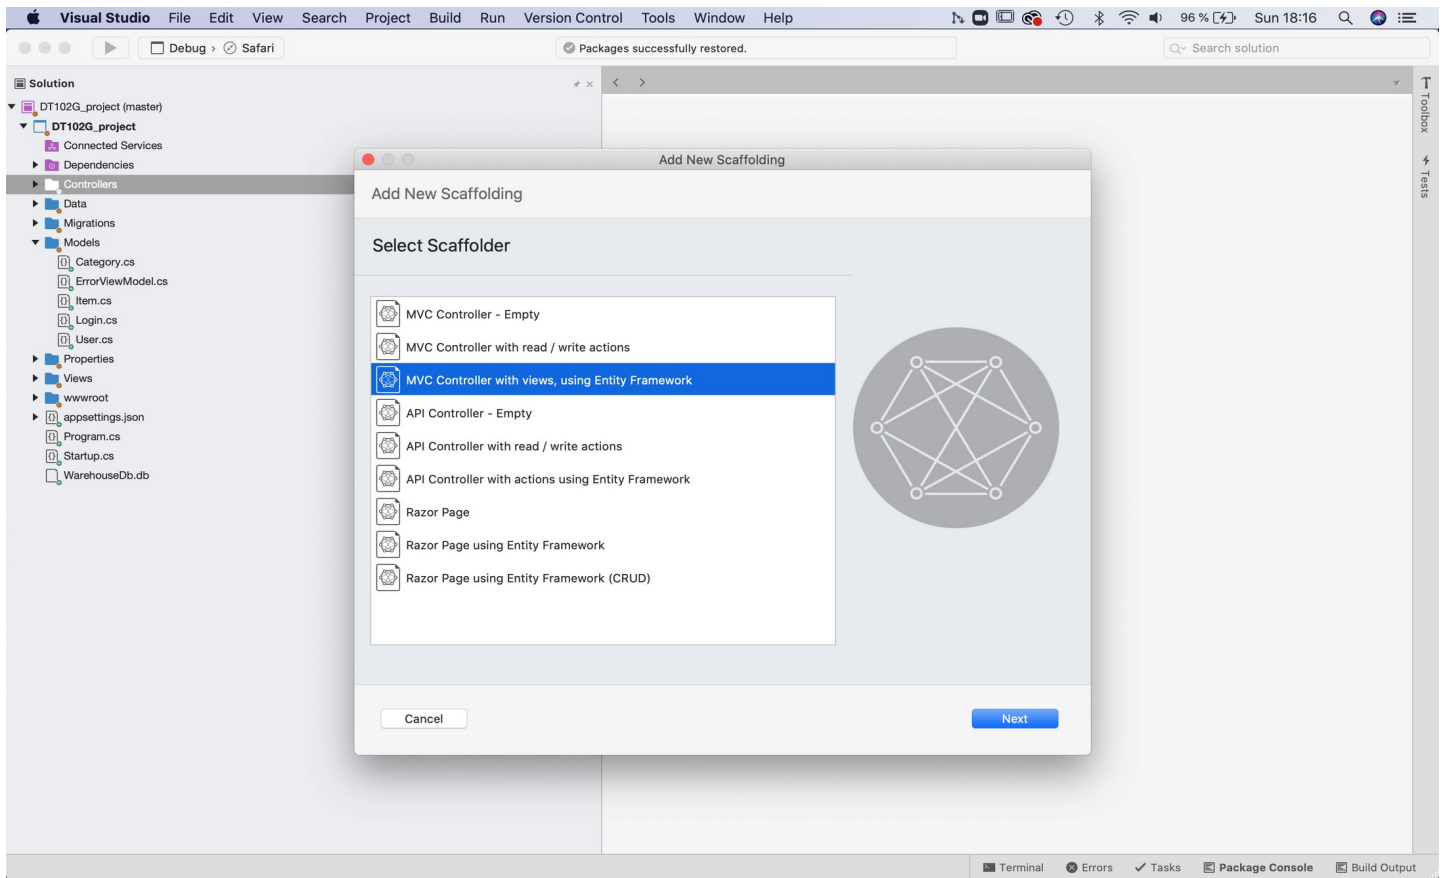 Visual Studio File Edit View Search Project Build Run Version Control Tools Window Help 96 % Sun 18:16
Debug › Safari Packages successfully restored. Search solution
Solution
DT102G_project (master)
DT102G_project
Connected Services
Dependencies
Controllers
Data
Migrations
Models
Category.cs
ErrorViewModel.cs
Item.cs
Login.cs
User.cs
Properties
Views
wwwroot
appsettings.json
Program.cs
Startup.cs
WarehouseDb.db
Add New Scaffolding
Add New Scaffolding
Select Scaffolder
MVC Controller - Empty
MVC Controller with read / write actions
MVC Controller with views, using Entity Framework
API Controller - Empty
API Controller with read / write actions
API Controller with actions using Entity Framework
Razor Page
Razor Page using Entity Framework
Razor Page using Entity Framework (CRUD)
Cancel Next
Toolbox
Tests
Terminal Errors Tasks Package Console Build Output